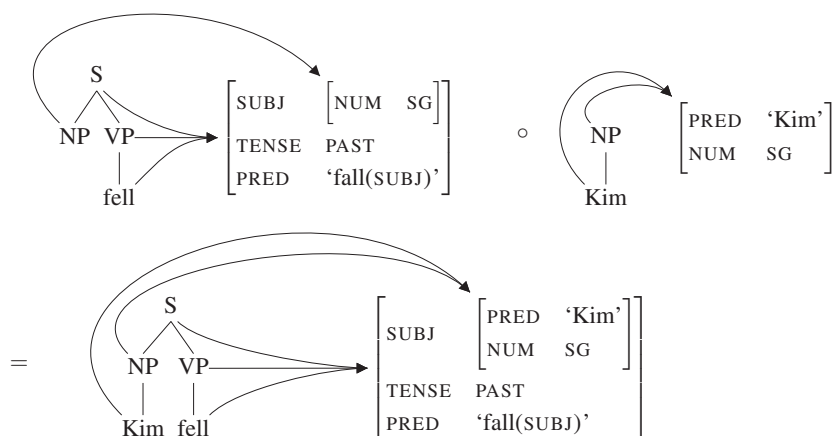 S
NP VP
fell
SUBJ NUM SG
TENSE PAST
PRED ‘fall(SUBJ)’
∘
NP
Kim
PRED ‘Kim’
NUM SG
=
S
NP VP
Kim fell
SUBJ PRED ‘Kim’
NUM SG
TENSE PAST
PRED ‘fall(SUBJ)’